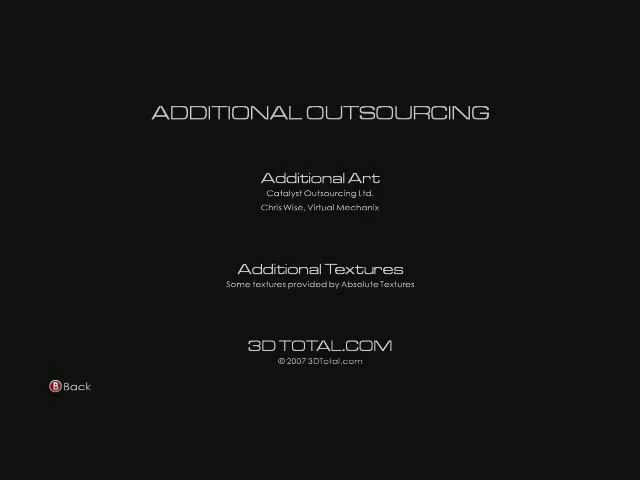 ADDITIONAL OUTSOURCING
Additional Art
Catalyst Outsourcing Ltd.
Chris Wise, Virtual Mechanix
Additional Textures
Some textures provided by Absolute Textures
3D TOTAL.COM
© 2007 3DTotal.com
B Back